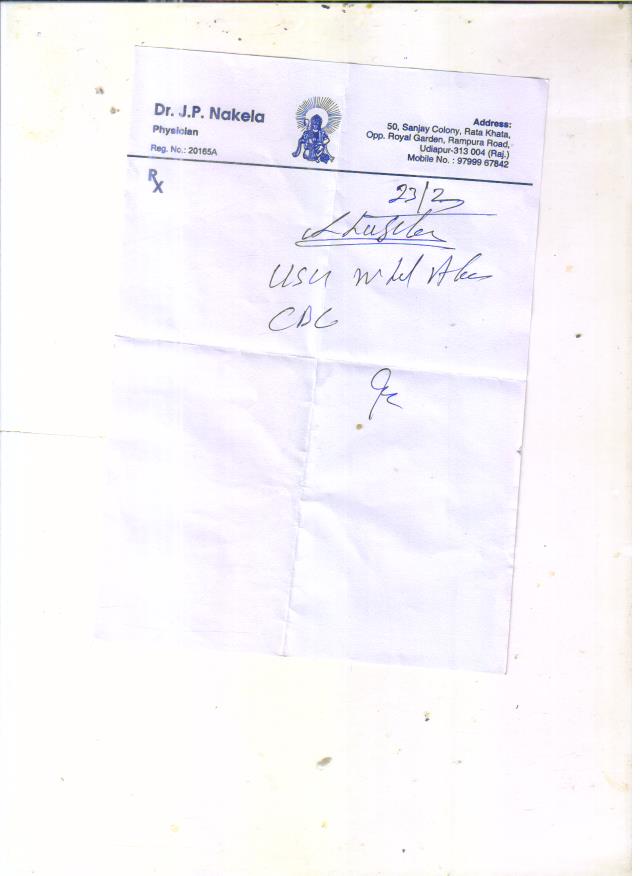 Dr. J.P. Nakela
Physician
Reg. No.: 20165A
Address:
50, Sanjay Colony, Rata Khata,
Opp. Royal Garden, Rampura Road,
Udiapur-313 004 (Raj.)
Mobile No. : 97999 67842
Rx
23/2
USG
CBC